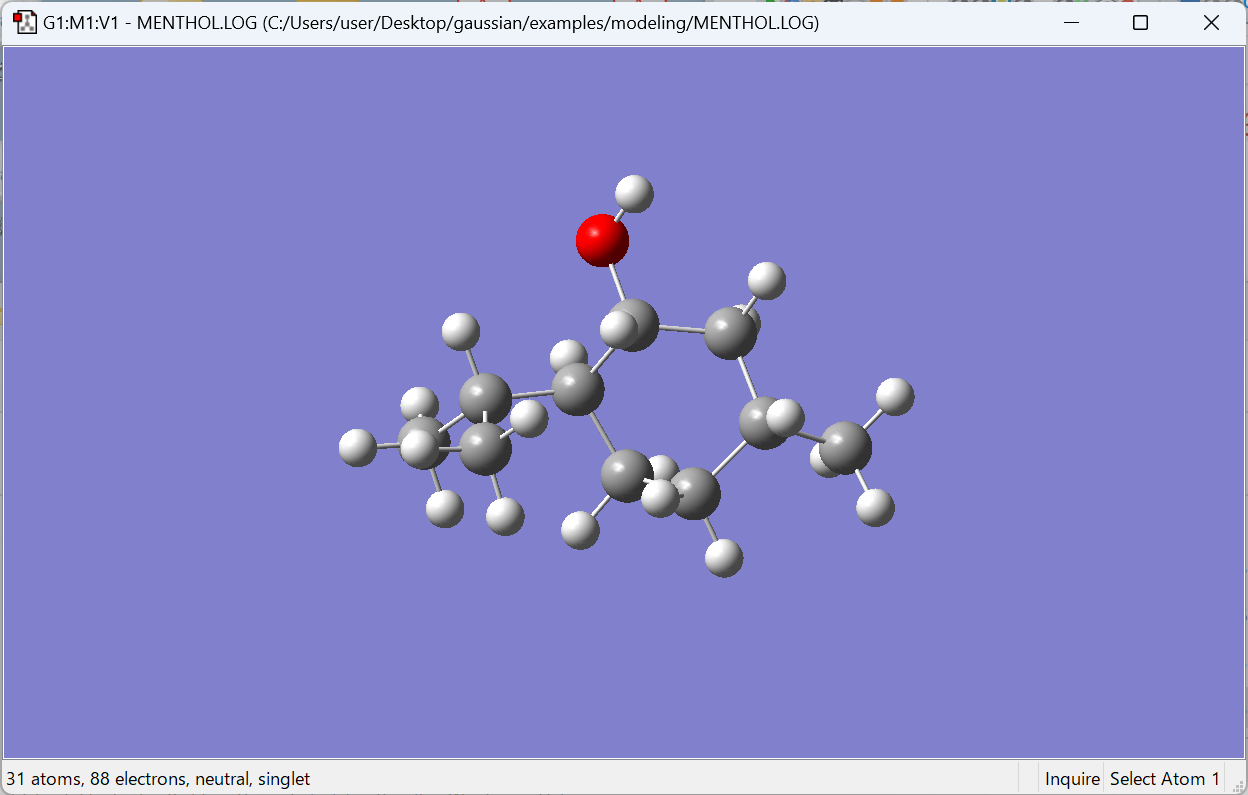 G1:M1:V1 - MENTHOL.LOG (C:/Users/user/Desktop/gaussian/examples/modeling/MENTHOL.LOG)
31 atoms, 88 electrons, neutral, singlet
Inquire
Select Atom 1